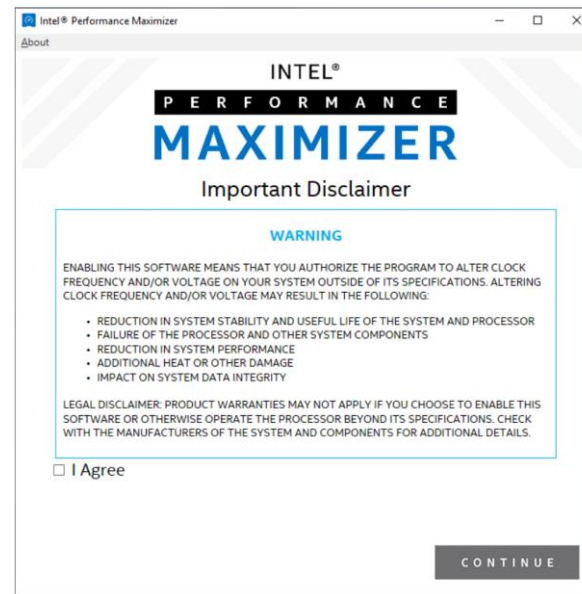 Intel® Performance Maximizer
About
INTEL®
PERFORMANCE
MAXIMIZER
Important Disclaimer
WARNING
ENABLING THIS SOFTWARE MEANS THAT YOU AUTHORIZE THE PROGRAM TO ALTER CLOCK
FREQUENCY AND/OR VOLTAGE ON YOUR SYSTEM OUTSIDE OF ITS SPECIFICATIONS. ALTERING
CLOCK FREQUENCY AND/OR VOLTAGE MAY RESULT IN THE FOLLOWING:
• REDUCTION IN SYSTEM STABILITY AND USEFUL LIFE OF THE SYSTEM AND PROCESSOR
• FAILURE OF THE PROCESSOR AND OTHER SYSTEM COMPONENTS
• REDUCTION IN SYSTEM PERFORMANCE
• ADDITIONAL HEAT OR OTHER DAMAGE
• IMPACT ON SYSTEM DATA INTEGRITY
LEGAL DISCLAIMER: PRODUCT WARRANTIES MAY NOT APPLY IF YOU CHOOSE TO ENABLE THIS
SOFTWARE OR OTHERWISE OPERATE THE PROCESSOR BEYOND ITS SPECIFICATIONS. CHECK
WITH THE MANUFACTURERS OF THE SYSTEM AND COMPONENTS FOR ADDITIONAL DETAILS.
I Agree
CONTINUE